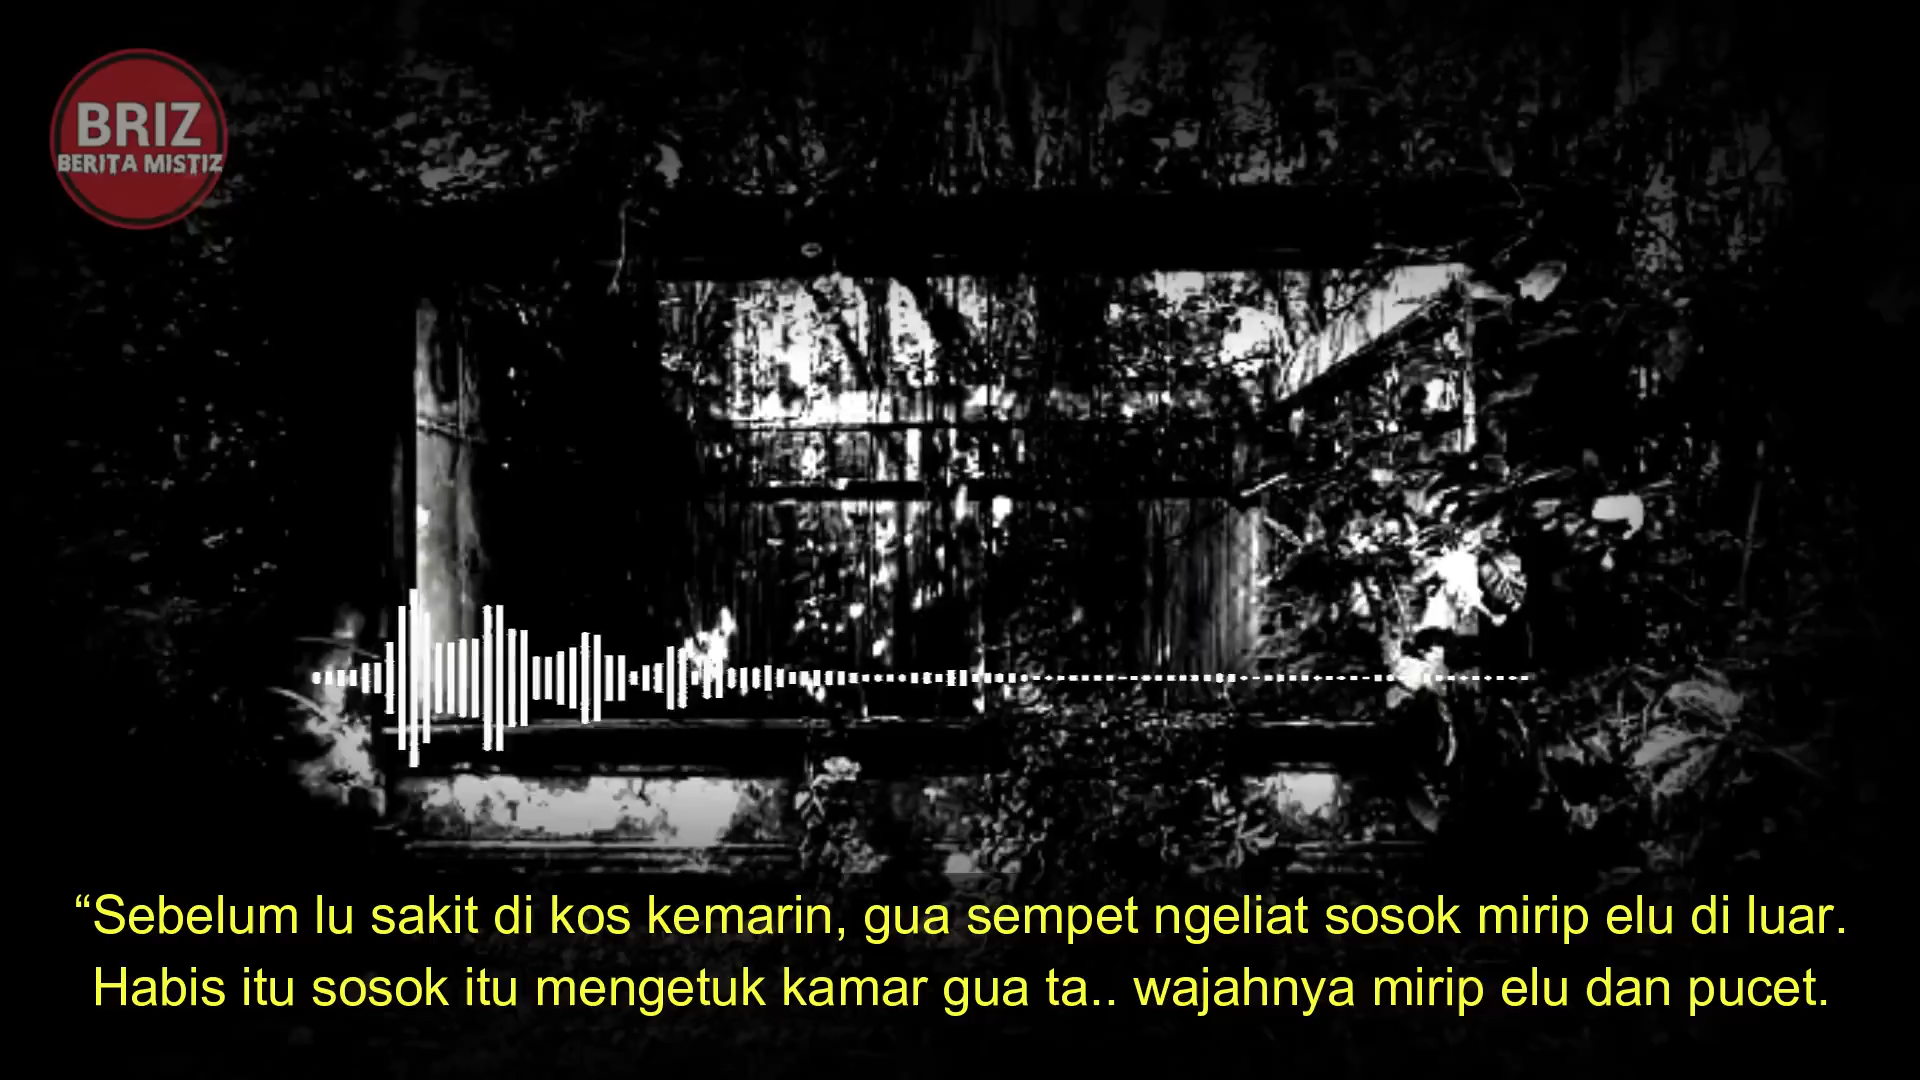 BRIZ
BERITA MISTIZ
“Sebelum lu sakit di kos kemarin, gua sempet ngeliat sosok mirip elu di luar.
Habis itu sosok itu mengetuk kamar gua ta.. wajahnya mirip elu dan pucet.